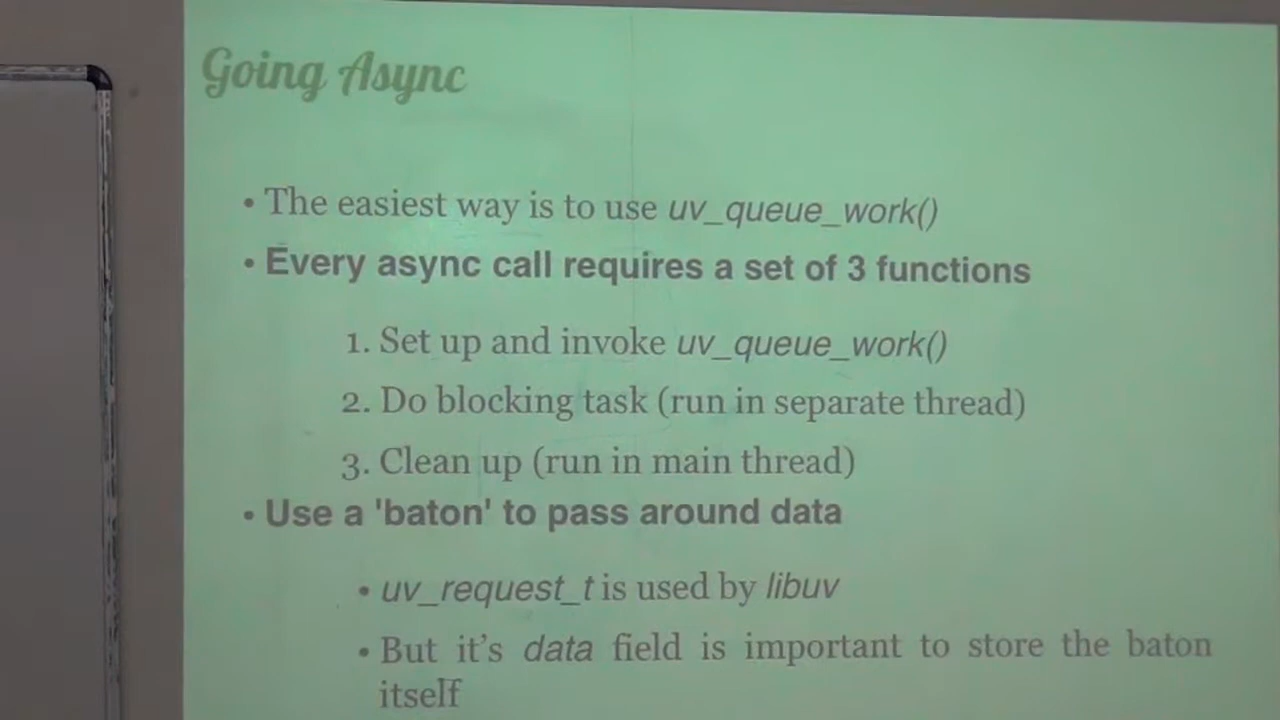 Going Async
• The easiest way is to use uv_queue_work()
• Every async call requires a set of 3 functions
1. Set up and invoke uv_queue_work()
2. Do blocking task (run in separate thread)
3. Clean up (run in main thread)
• Use a 'baton' to pass around data
• uv_request_t is used by libuv
• But it’s data field is important to store the baton
itself